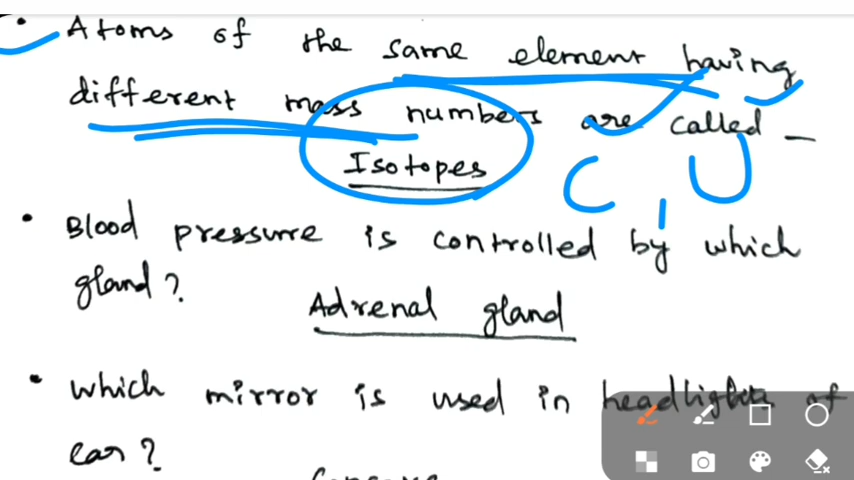 • Atoms of the same element having
different mass numbers are called —
Isotopes
C , U
• Blood pressure is controlled by which
gland?
Adrenal gland
• which mirror is used in headlights of
car?
Concave